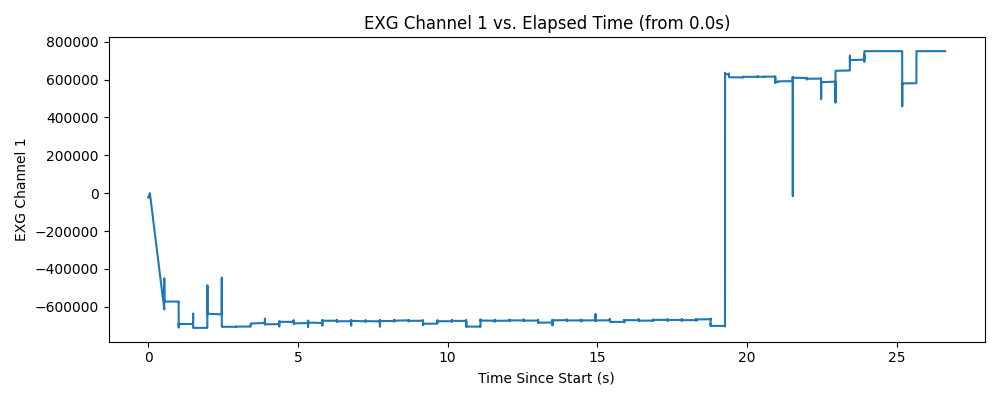 EXG Channel 1 vs. Elapsed Time (from 0.0s)
800000
600000
400000
200000
0
−200000
−400000
−600000
EXG Channel 1
0 5 10 15 20 25
Time Since Start (s)